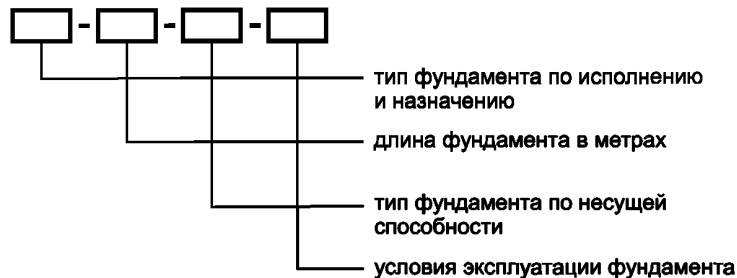 тип фундамента по исполнению
и назначению
длина фундамента в метрах
тип фундамента по несущей
способности
условия эксплуатации фундамента